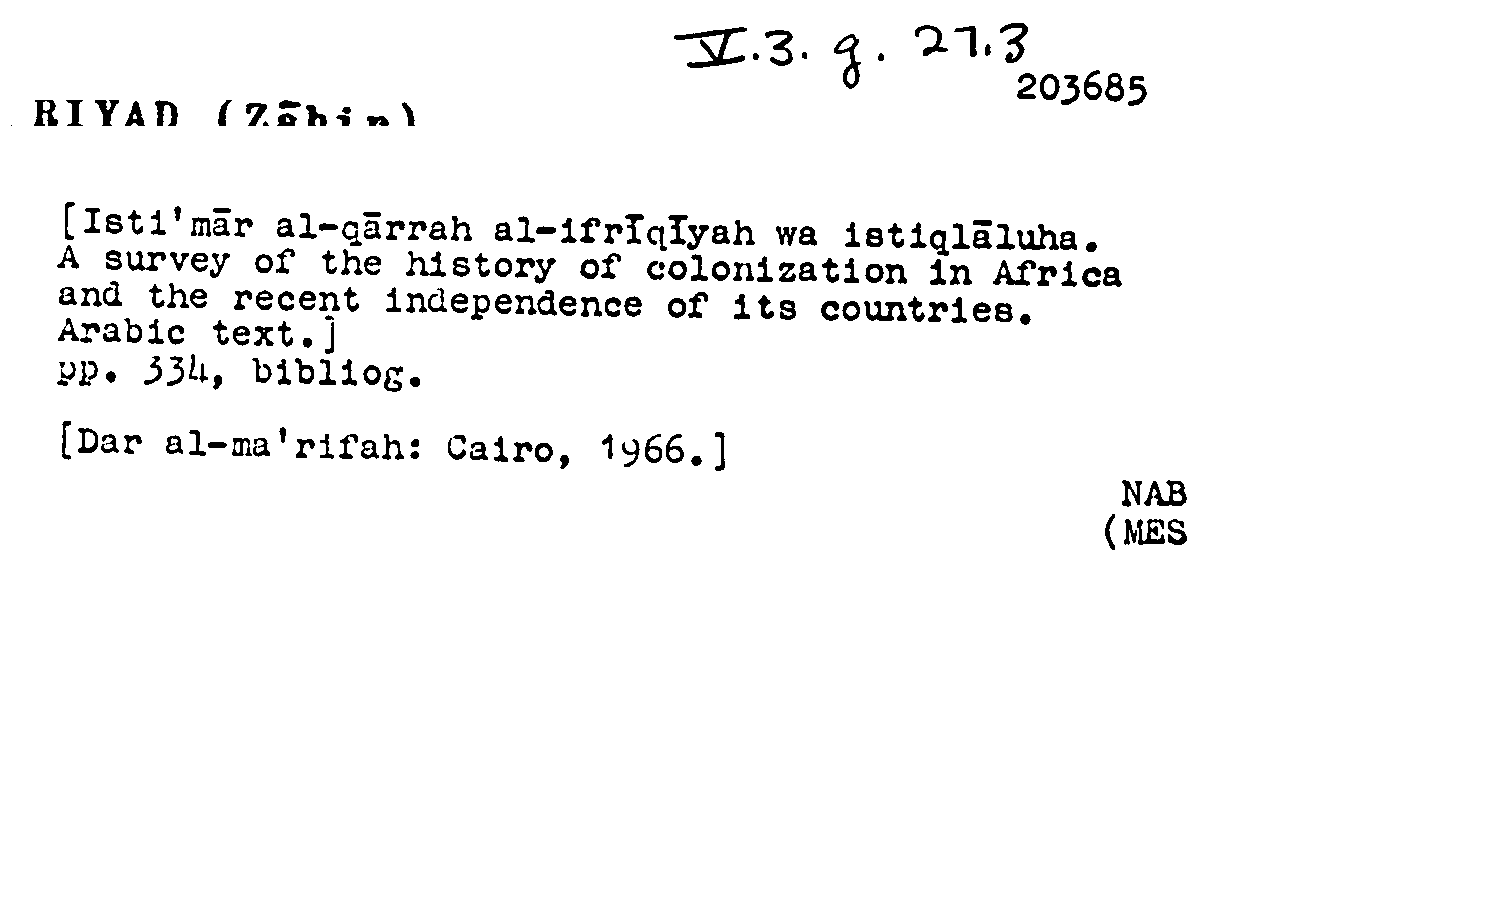 V.3. g. 27.3
203685
RIYAD (Zāhir)
[Isti'mār al-qārrah al-ifrīqīyah wa istiqlāluha.
A survey of the history of colonization in Africa
and the recent independence of its countries.
Arabic text.]
pp. 334, bibliog.
[Dar al-ma'rifah: Cairo, 1966.]
NAB
(MES